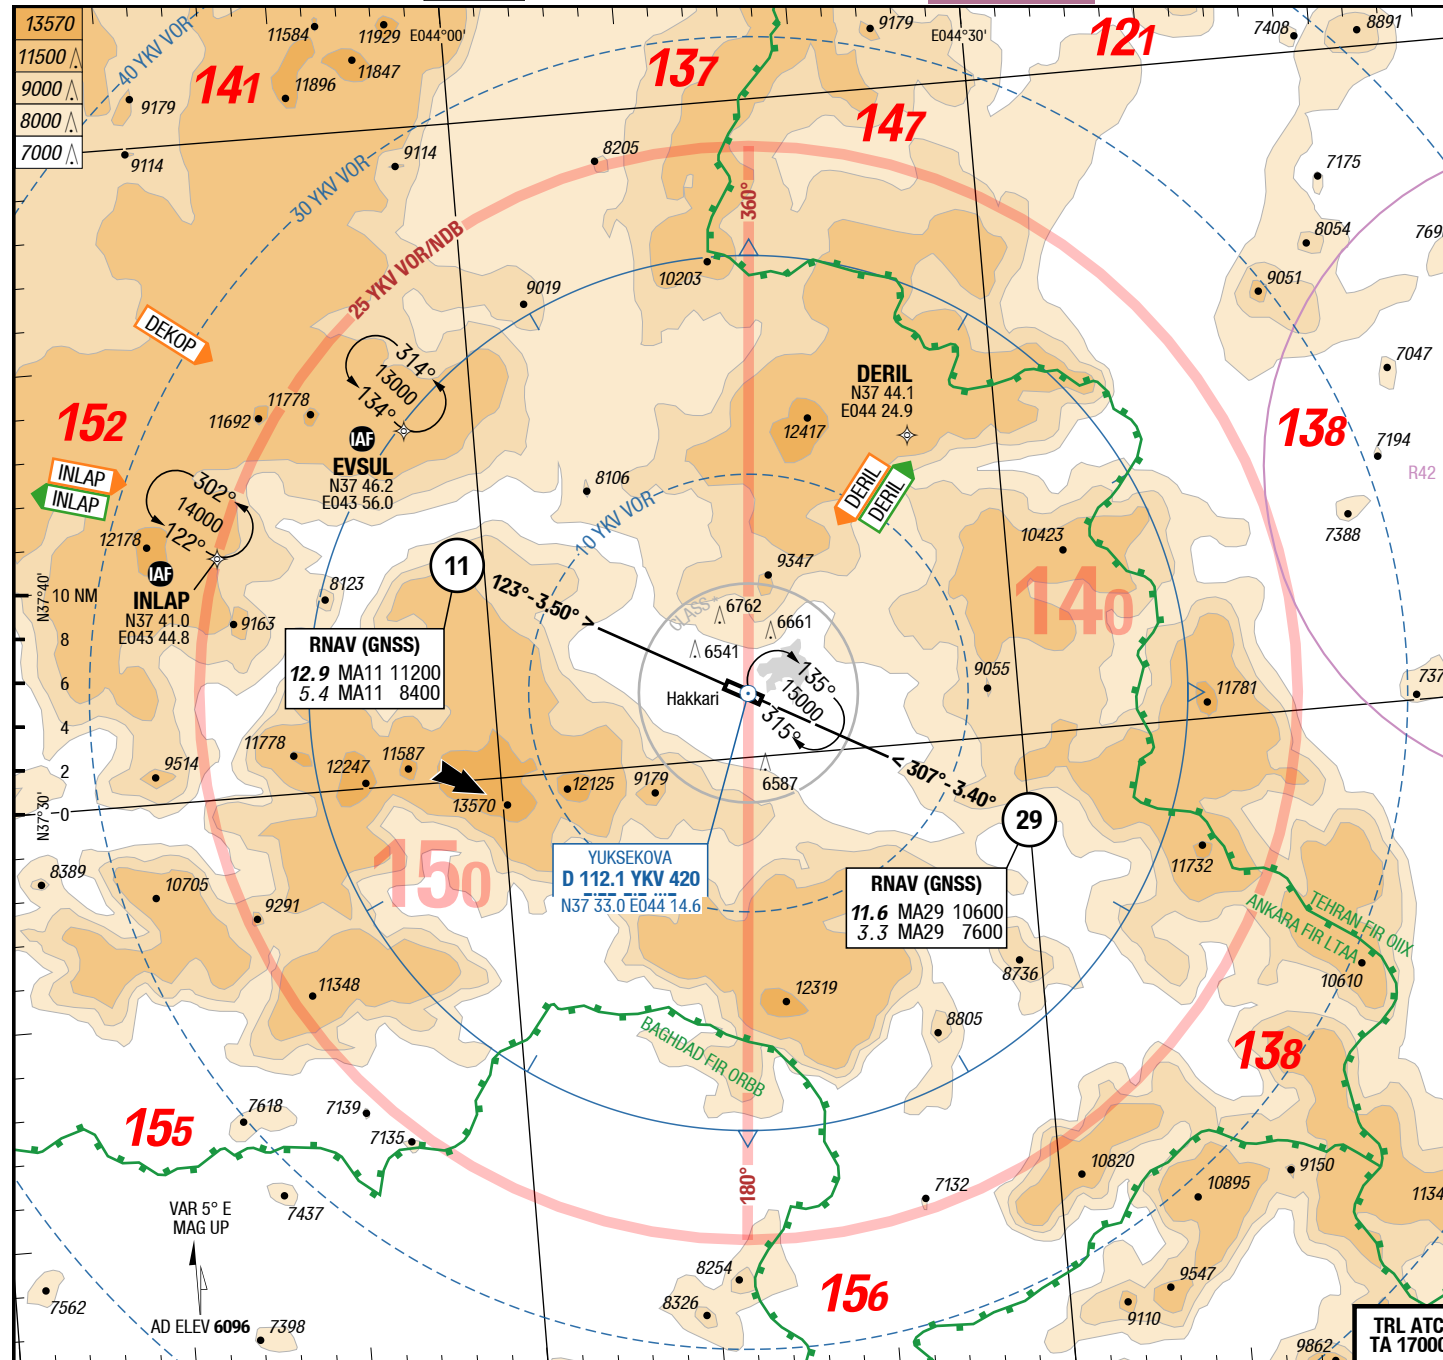 13570
11500
9000
8000
7000
40 YKV VOR
11584
11929
E044°00'
11847
11896
141
9179
9114
9114
137
9179
E044°30'
121
7408
8891
147
8205
7175
30 YKV VOR
25 YKV VOR/NDB
360°
8054
769
9051
10203
9019
DEKOP
314°
13000
134°
7047
DERIL
N37 44.1
E044 24.9
11778
11692
152
IAF
EVSUL
N37 46.2
E043 56.0
12417
138
7194
R42
INLAP
INLAP
302°
14000
122°
8106
DERIL
DERIL
7388
10 YKV VOR
12178
10423
IAF
INLAP
N37 41.0
E043 44.8
11
123°-3.50° >
9347
140
N37°40'
10 NM
8
6
4
2
0
N37°30'
8123
9163
CLASS *
6762
6661
6541
RNAV (GNSS)
12.9 MA11 11200
5.4 MA11 8400
Hakkari
135°
15000
315°
9055
11781
737
11778
11587
12247
9514
13570
12125
9179
6587
< 307°-3.40°
29
150
YUKSEKOVA
D 112.1 YKV 420
N37 33.0 E044 14.6
11732
8389
10705
9291
RNAV (GNSS)
11.6 MA29 10600
3.3 MA29 7600
TEHRAN FIR OIIX
ANKARA FIR LTAA
8736
10610
11348
12319
8805
BAGHDAD FIR ORBB
138
7618
7139
7135
155
10820
9150
10895
1134
180°
7132
7437
VAR 5° E
MAG UP
8254
156
9547
8326
9110
7562
AD ELEV 6096
7398
9862
TRL ATC
TA 17000